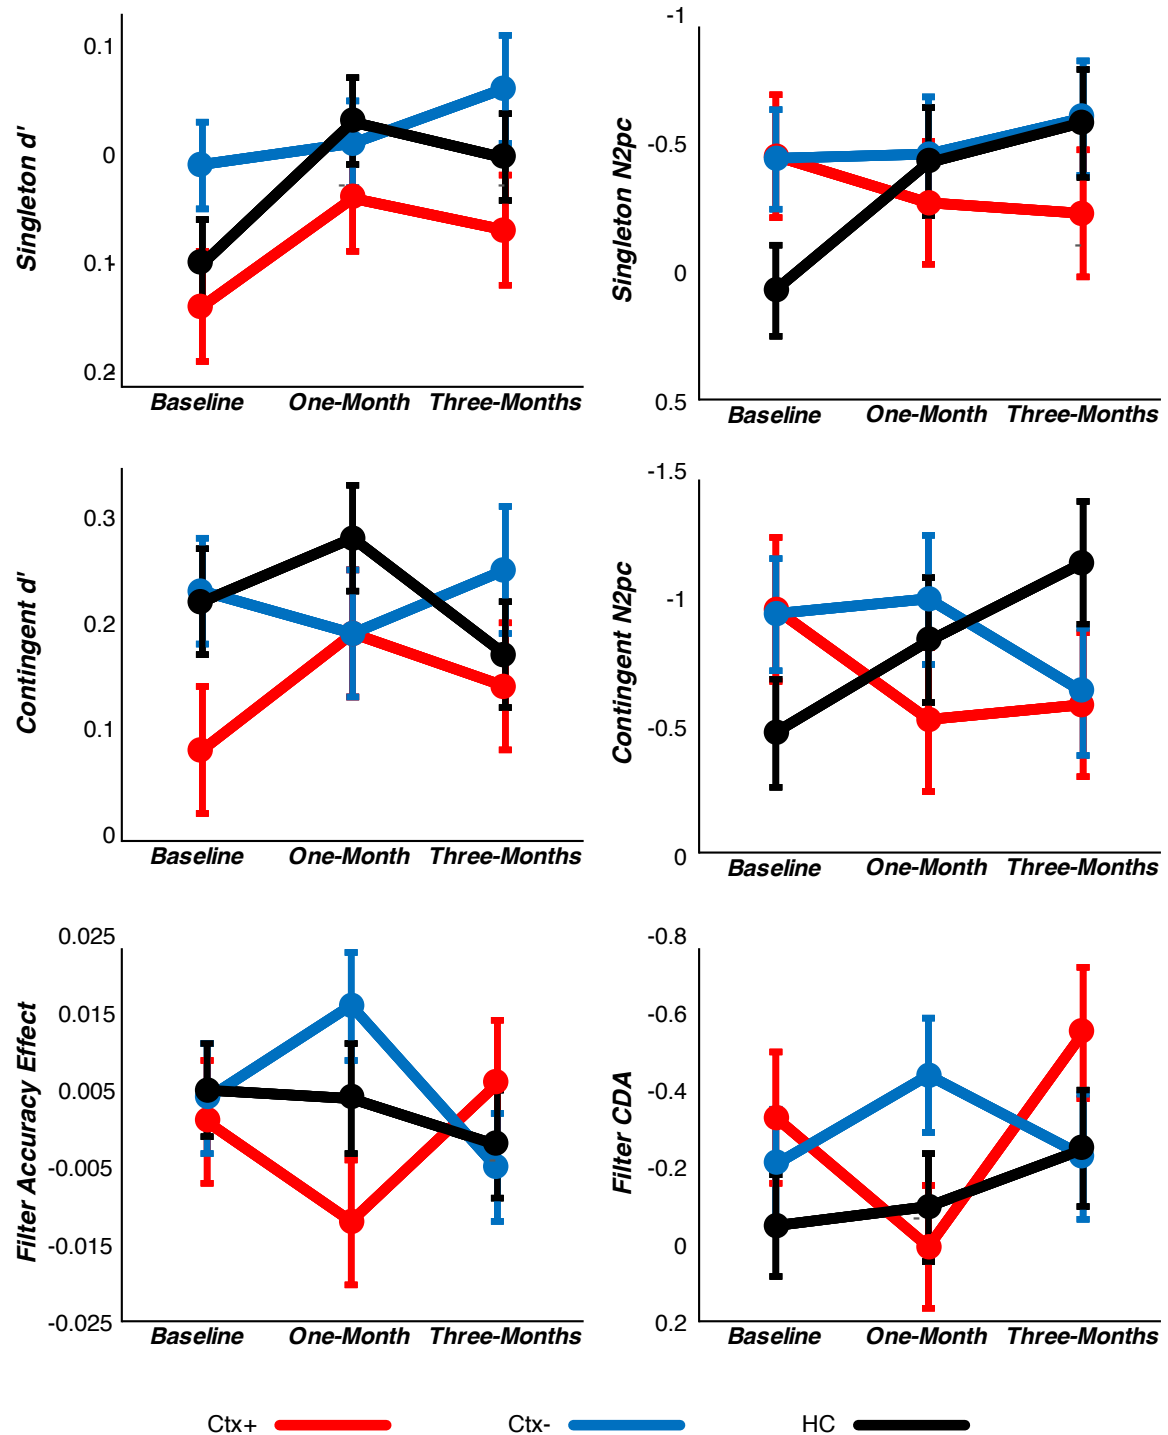 Singleton d'
0.1
0
0.1
0.2
Baseline One-Month Three-Months
Singleton N2pc
-1
-0.5
0
0.5
Baseline One-Month Three-Months
Contingent d'
0.3
0.2
0.1
0
Baseline One-Month Three-Months
Contingent N2pc
-1.5
-1
-0.5
0
Baseline One-Month Three-Months
Filter Accuracy Effect
0.025
0.015
0.005
-0.005
-0.015
-0.025
Baseline One-Month Three-Months
Filter CDA
-0.8
-0.6
-0.4
-0.2
0
0.2
Baseline One-Month Three-Months
Ctx+ Ctx- HC